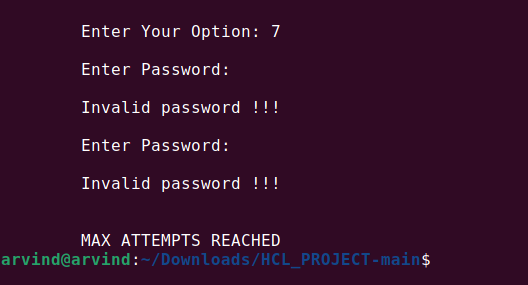 Enter Your Option: 7
Enter Password:
Invalid password !!!
Enter Password:
Invalid password !!!
MAX ATTEMPTS REACHED
arvind@arvind:~/Downloads/HCL_PROJECT-main$